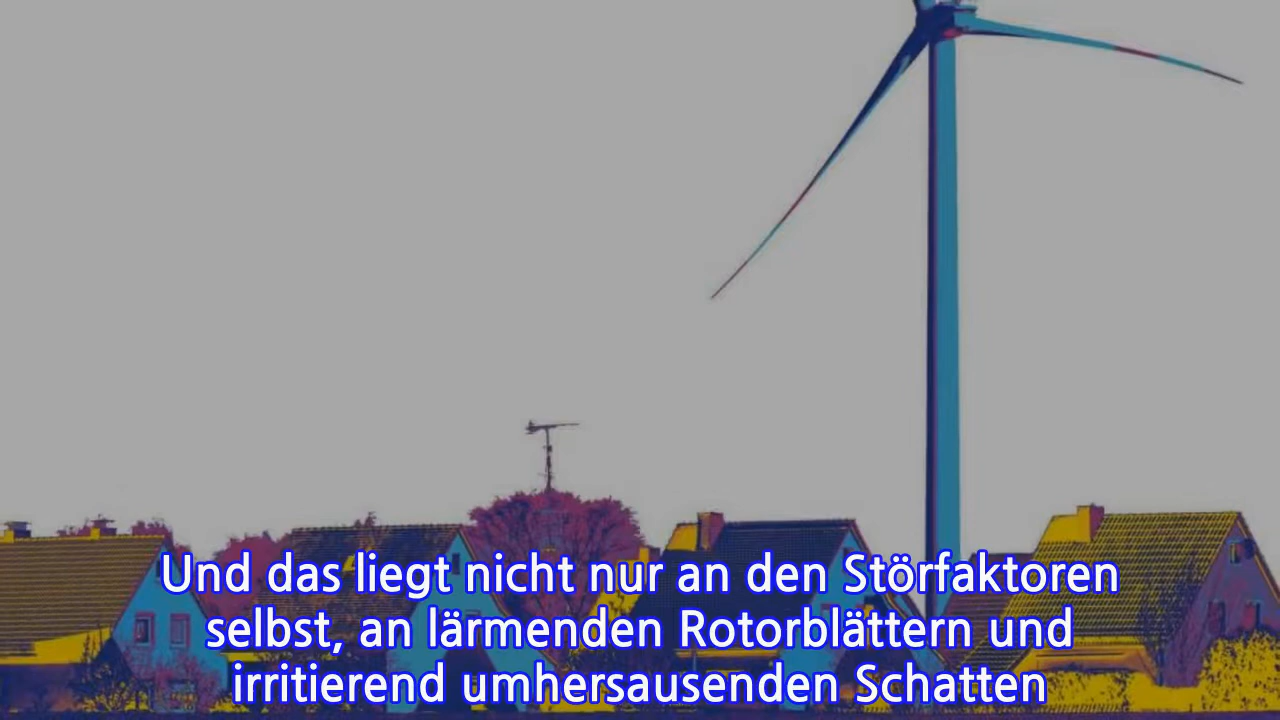 Und das liegt nicht nur an den Störfaktoren
selbst, an lärmenden Rotorblättern und
irritierend umhersausenden Schatten